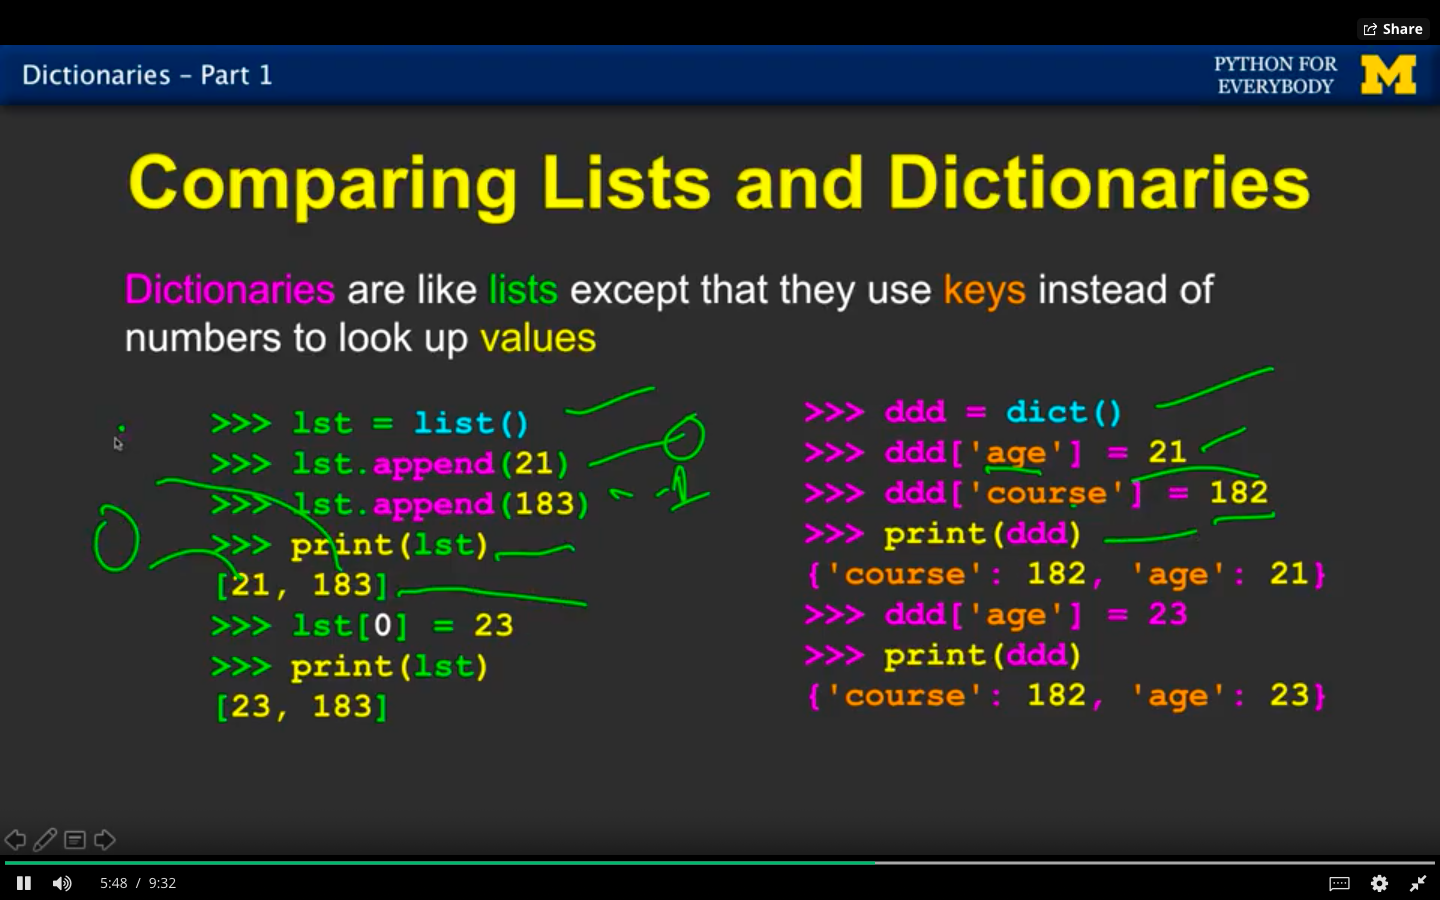 Share
Dictionaries – Part 1
PYTHON FOR
EVERYBODY
M
Comparing Lists and Dictionaries
Dictionaries are like lists except that they use keys instead of
numbers to look up values
>>> lst = list()
>>> lst.append(21)
>>> lst.append(183)
>>> print(lst)
[21, 183]
>>> lst[0] = 23
>>> print(lst)
[23, 183]
0
1
0
>>> ddd = dict()
>>> ddd['age'] = 21
>>> ddd['course'] = 182
>>> print(ddd)
{'course': 182, 'age': 21}
>>> ddd['age'] = 23
>>> print(ddd)
{'course': 182, 'age': 23}
5:48 / 9:32